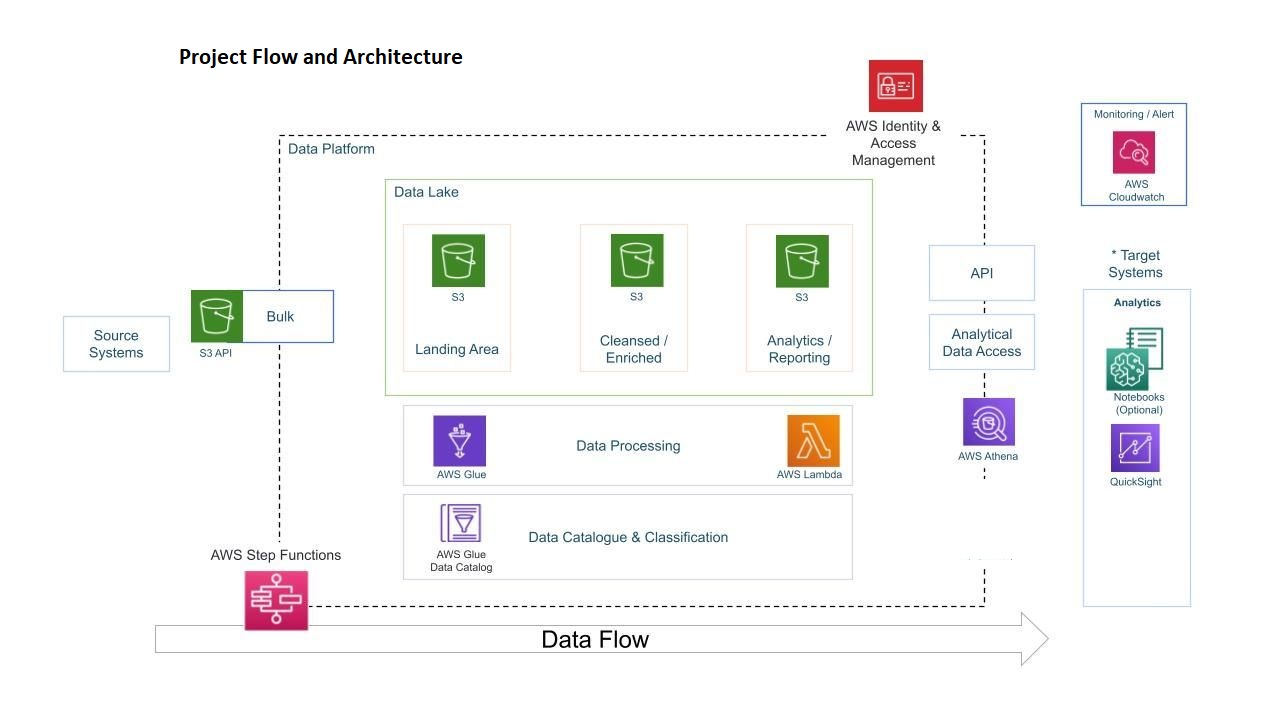 Project Flow and Architecture
AWS Identity &
Access
Management
Monitoring / Alert
AWS
Cloudwatch
Data Platform
Data Lake
S3
Landing Area
S3
Cleansed /
Enriched
S3
Analytics /
Reporting
API
Analytical
Data Access
AWS Athena
* Target
Systems
Analytics
Notebooks
(Optional)
QuickSight
Source
Systems
Bulk
S3 API
AWS Glue
Data Processing
AWS Lambda
AWS Glue
Data Catalog
Data Catalogue & Classification
AWS Step Functions
Data Flow